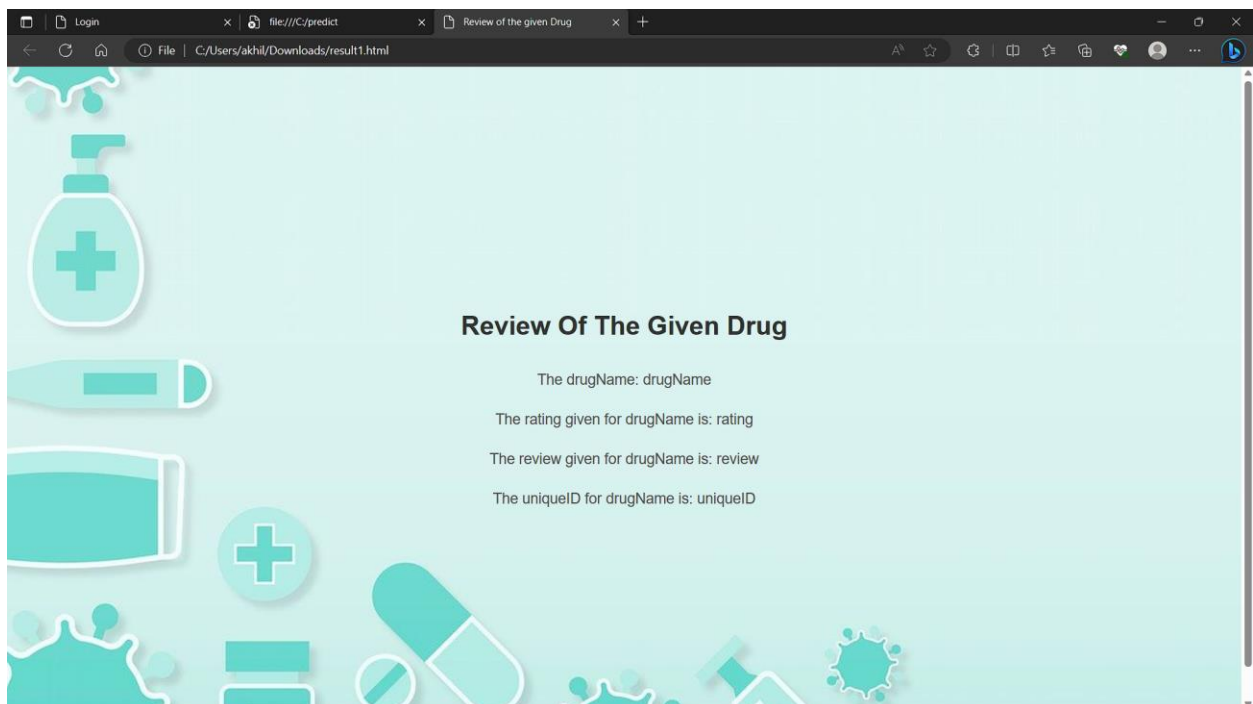 Login
file:///C:/predict
Review of the given Drug
File | C:/Users/akhil/Downloads/result1.html
Review Of The Given Drug
The drugName: drugName
The rating given for drugName is: rating
The review given for drugName is: review
The uniqueID for drugName is: uniqueID